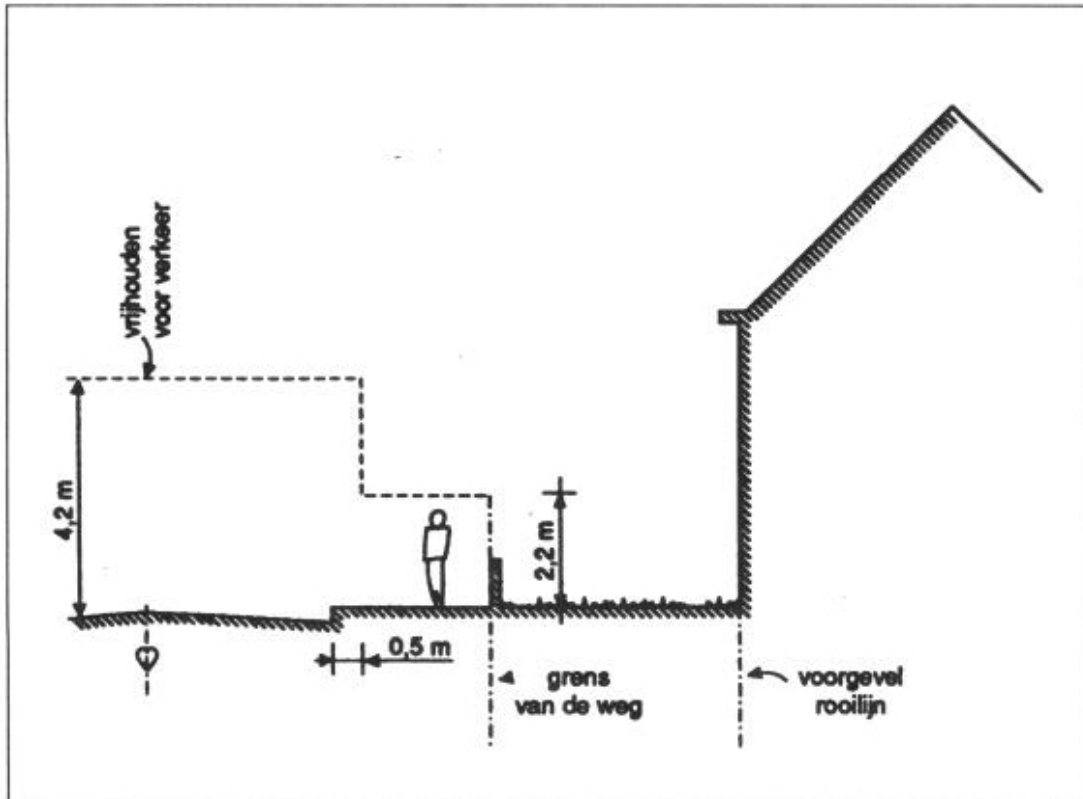 vrijhouden
voor verkeer
4,2 m
2,2 m
0,5 m
grens
van de weg
voorgevel
rooilijn